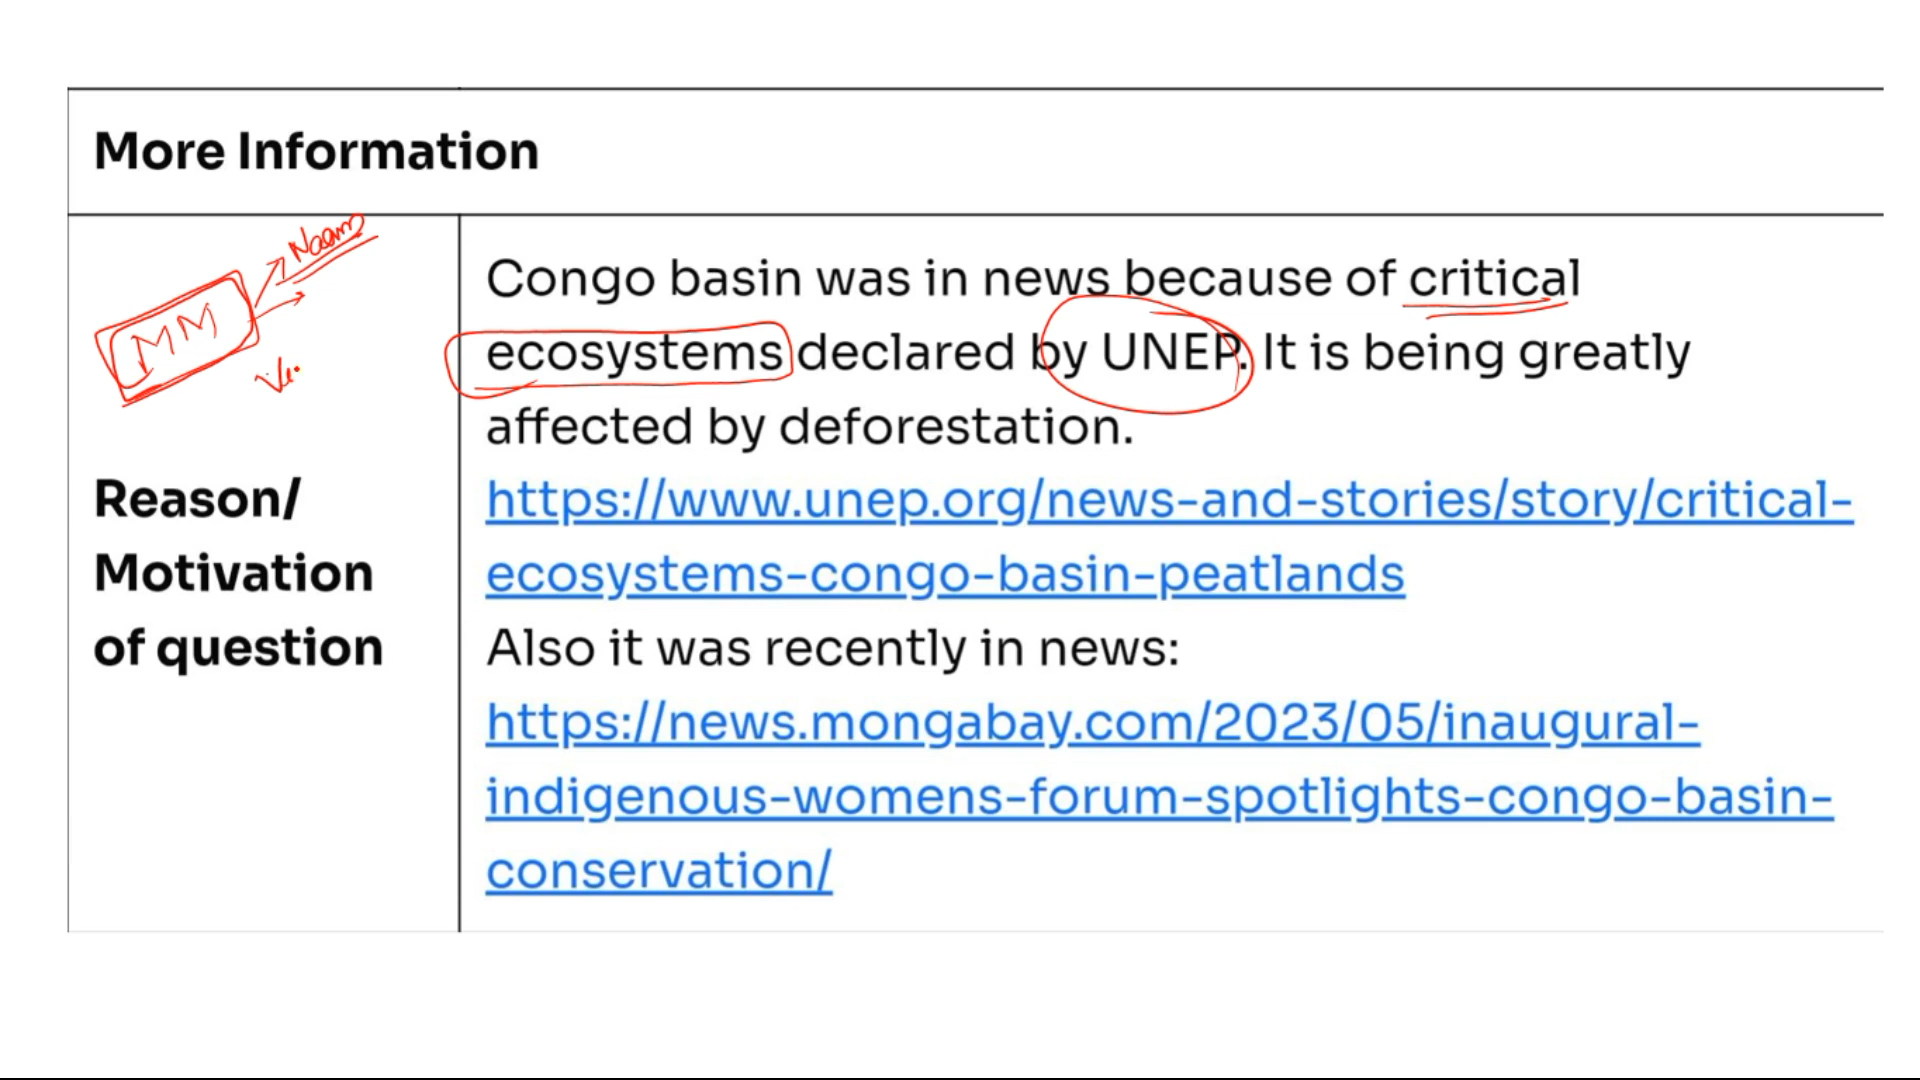 More Information
MM
Reason/
Motivation
of question
Congo basin was in news because of critical
ecosystems declared by UNEP. It is being greatly
affected by deforestation.
https://www.unep.org/news-and-stories/story/critical-
ecosystems-congo-basin-peatlands
Also it was recently in news:
https://news.mongabay.com/2023/05/inaugural-
indigenous-womens-forum-spotlights-congo-basin-
conservation/